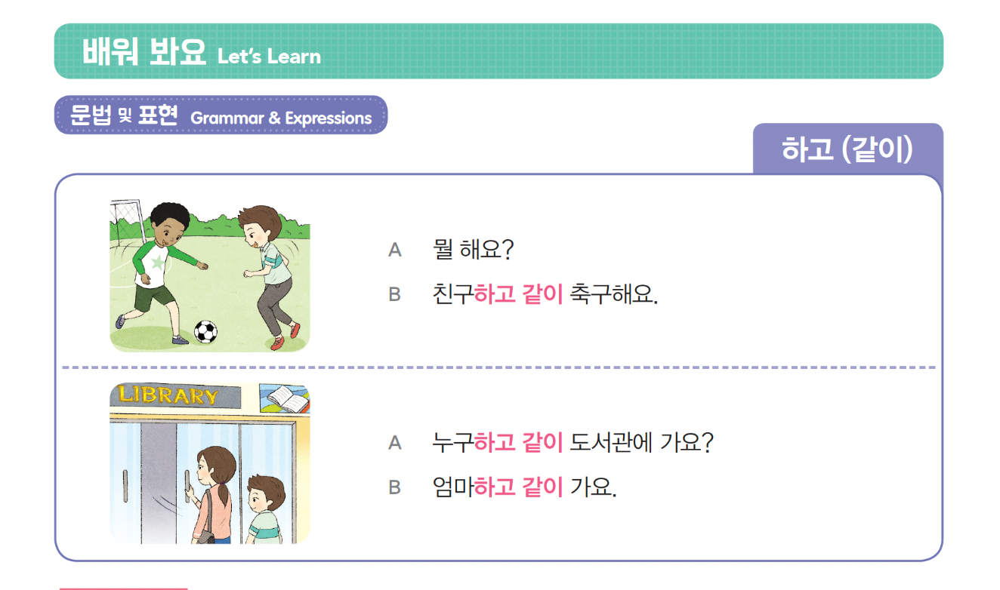 배워 봐요 Let's Learn
문법 및 표현 Grammar & Expressions
하고 (같이)
A 뭘 해요?
B 친구하고 같이 축구해요.
LIBRARY
A 누구하고 같이 도서관에 가요?
B 엄마하고 같이 가요.